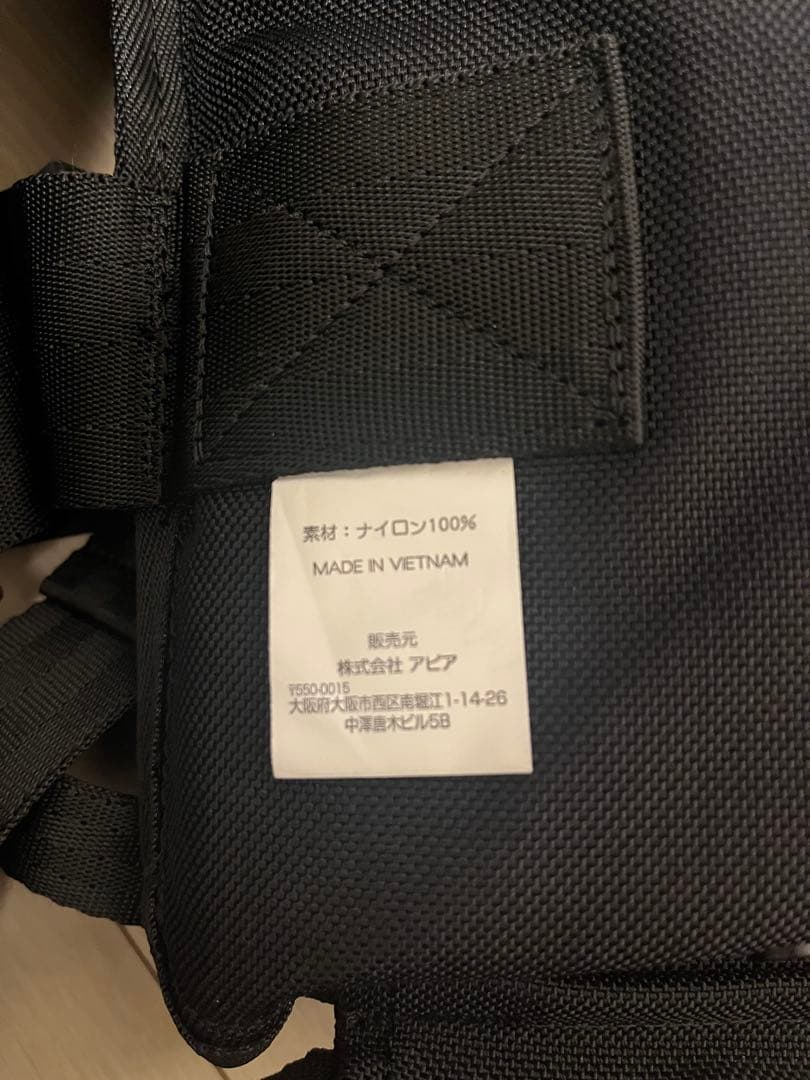 素材：ナイロン100%
MADE IN VIETNAM
販売元
株式会社 アピア
〒550-0015
大阪府大阪市西区南堀江1-14-26
中澤唐木ビル5B